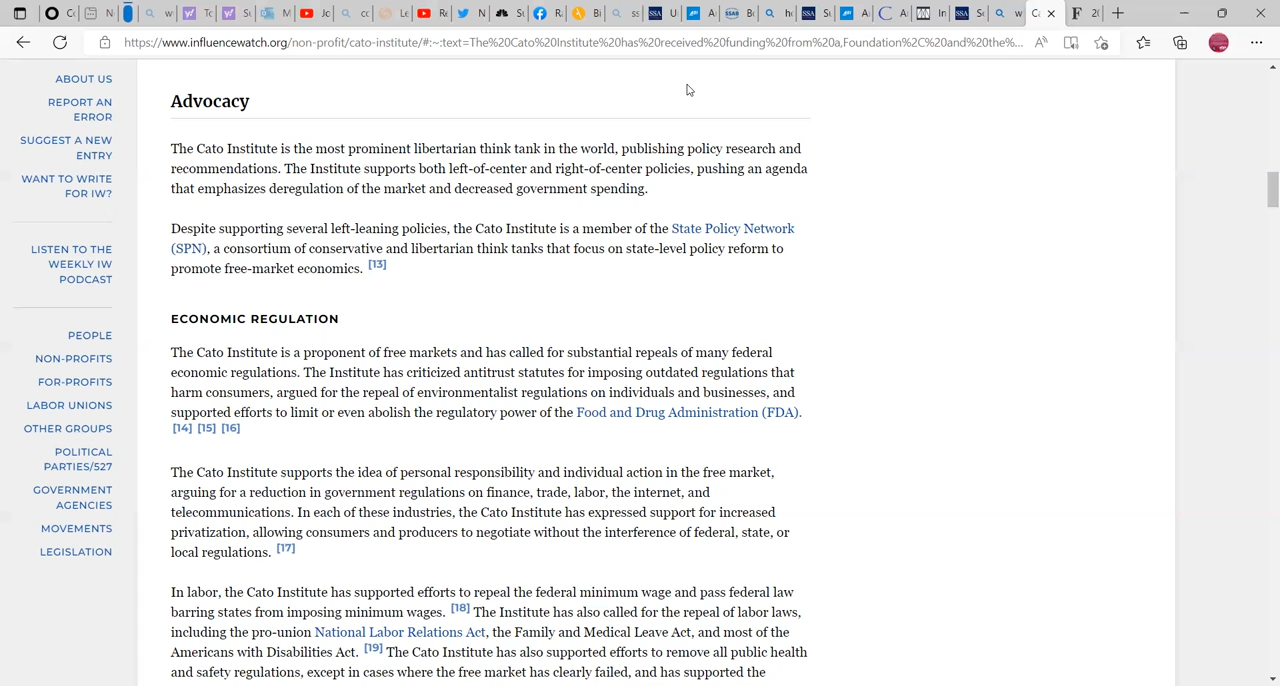 https://www.influencewatch.org/non-profit/cato-institute/#:~:text=The%20Cato%20Institute%20has%20received%20funding%20from%20a,Foundation%2C%20and%20the%...
ABOUT US
REPORT AN
ERROR
SUGGEST A NEW
ENTRY
WANT TO WRITE
FOR IW?
LISTEN TO THE
WEEKLY IW
PODCAST
PEOPLE
NON-PROFITS
FOR-PROFITS
LABOR UNIONS
OTHER GROUPS
POLITICAL
PARTIES/527
GOVERNMENT
AGENCIES
MOVEMENTS
LEGISLATION
Advocacy
The Cato Institute is the most prominent libertarian think tank in the world, publishing policy research and
recommendations. The Institute supports both left-of-center and right-of-center policies, pushing an agenda
that emphasizes deregulation of the market and decreased government spending.
Despite supporting several left-leaning policies, the Cato Institute is a member of the State Policy Network
(SPN), a consortium of conservative and libertarian think tanks that focus on state-level policy reform to
promote free-market economics. [13]
ECONOMIC REGULATION
The Cato Institute is a proponent of free markets and has called for substantial repeals of many federal
economic regulations. The Institute has criticized antitrust statutes for imposing outdated regulations that
harm consumers, argued for the repeal of environmentalist regulations on individuals and businesses, and
supported efforts to limit or even abolish the regulatory power of the Food and Drug Administration (FDA).
[14] [15] [16]
The Cato Institute supports the idea of personal responsibility and individual action in the free market,
arguing for a reduction in government regulations on finance, trade, labor, the internet, and
telecommunications. In each of these industries, the Cato Institute has expressed support for increased
privatization, allowing consumers and producers to negotiate without the interference of federal, state, or
local regulations. [17]
In labor, the Cato Institute has supported efforts to repeal the federal minimum wage and pass federal law
barring states from imposing minimum wages. [18] The Institute has also called for the repeal of labor laws,
including the pro-union National Labor Relations Act, the Family and Medical Leave Act, and most of the
Americans with Disabilities Act. [19] The Cato Institute has also supported efforts to remove all public health
and safety regulations, except in cases where the free market has clearly failed, and has supported the